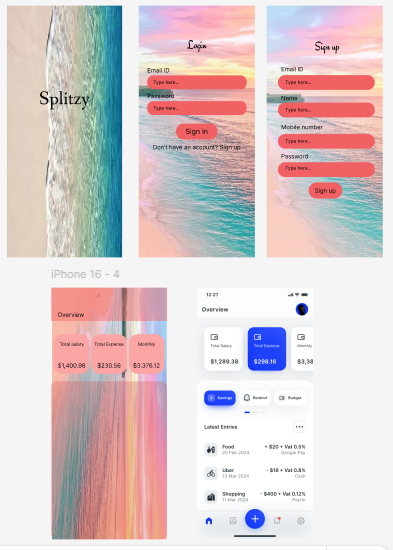 Splitzy
Login
Email ID
Type here...
Password
Type here...
Sign in
Don't have an account? Sign up
Sign up
Email ID
Type here...
Name
Type here...
Mobile number
Type here...
Password
Type here...
Sign up
iPhone 16 - 4
Overview
Total salary
Total Expense
Monthly
$1,400.98
$230.56
$3.376.12
12:27
Overview
Total Salary
Total Expense
Monthly
$1,289.38
$298.16
$3,38
Savings
Remind
Budget
Latest Entries
Food
+ $20 + Vat 0.5%
20 Feb 2024
Google Pay
Uber
- $18 + Vat 0.8%
13 Mar 2024
Cash
Shopping
- $400 + Vat 0.12%
11 Mar 2024
Paytm